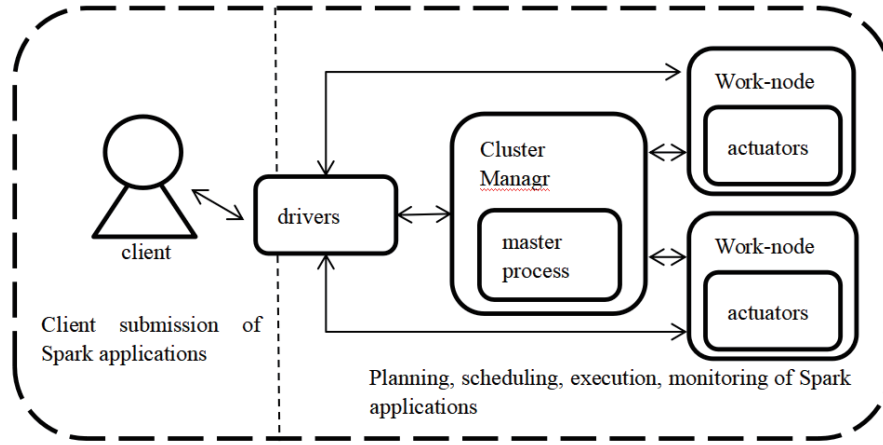 client
Client submission of
Spark applications
drivers
Cluster
Managr
master
process
Work-node
actuators
Work-node
actuators
Planning, scheduling, execution, monitoring of Spark
applications